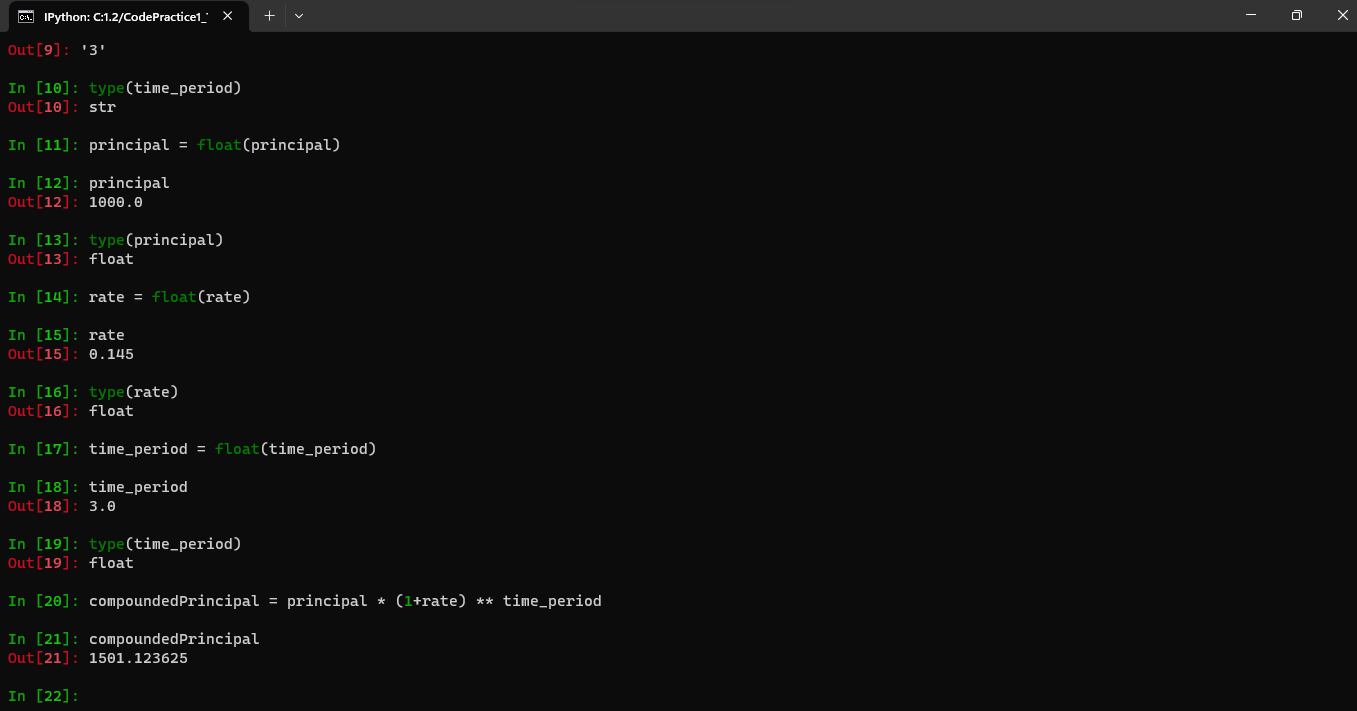 IPython: C:1.2/CodePractice1_
Out[9]: '3'
In [10]: type(time_period)
Out[10]: str
In [11]: principal = float(principal)
In [12]: principal
Out[12]: 1000.0
In [13]: type(principal)
Out[13]: float
In [14]: rate = float(rate)
In [15]: rate
Out[15]: 0.145
In [16]: type(rate)
Out[16]: float
In [17]: time_period = float(time_period)
In [18]: time_period
Out[18]: 3.0
In [19]: type(time_period)
Out[19]: float
In [20]: compoundedPrincipal = principal * (1+rate) ** time_period
In [21]: compoundedPrincipal
Out[21]: 1501.123625
In [22]: